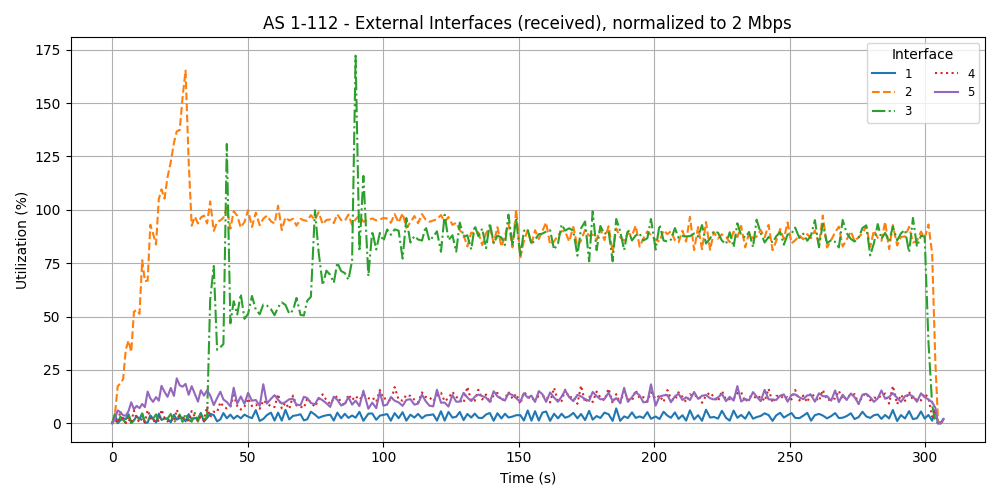 AS 1-112 - External Interfaces (received), normalized to 2 Mbps
Interface
1
2
3
4
5
175
150
125
100
75
50
25
0
Utilization (%)
0 50 100 150 200 250 300
Time (s)